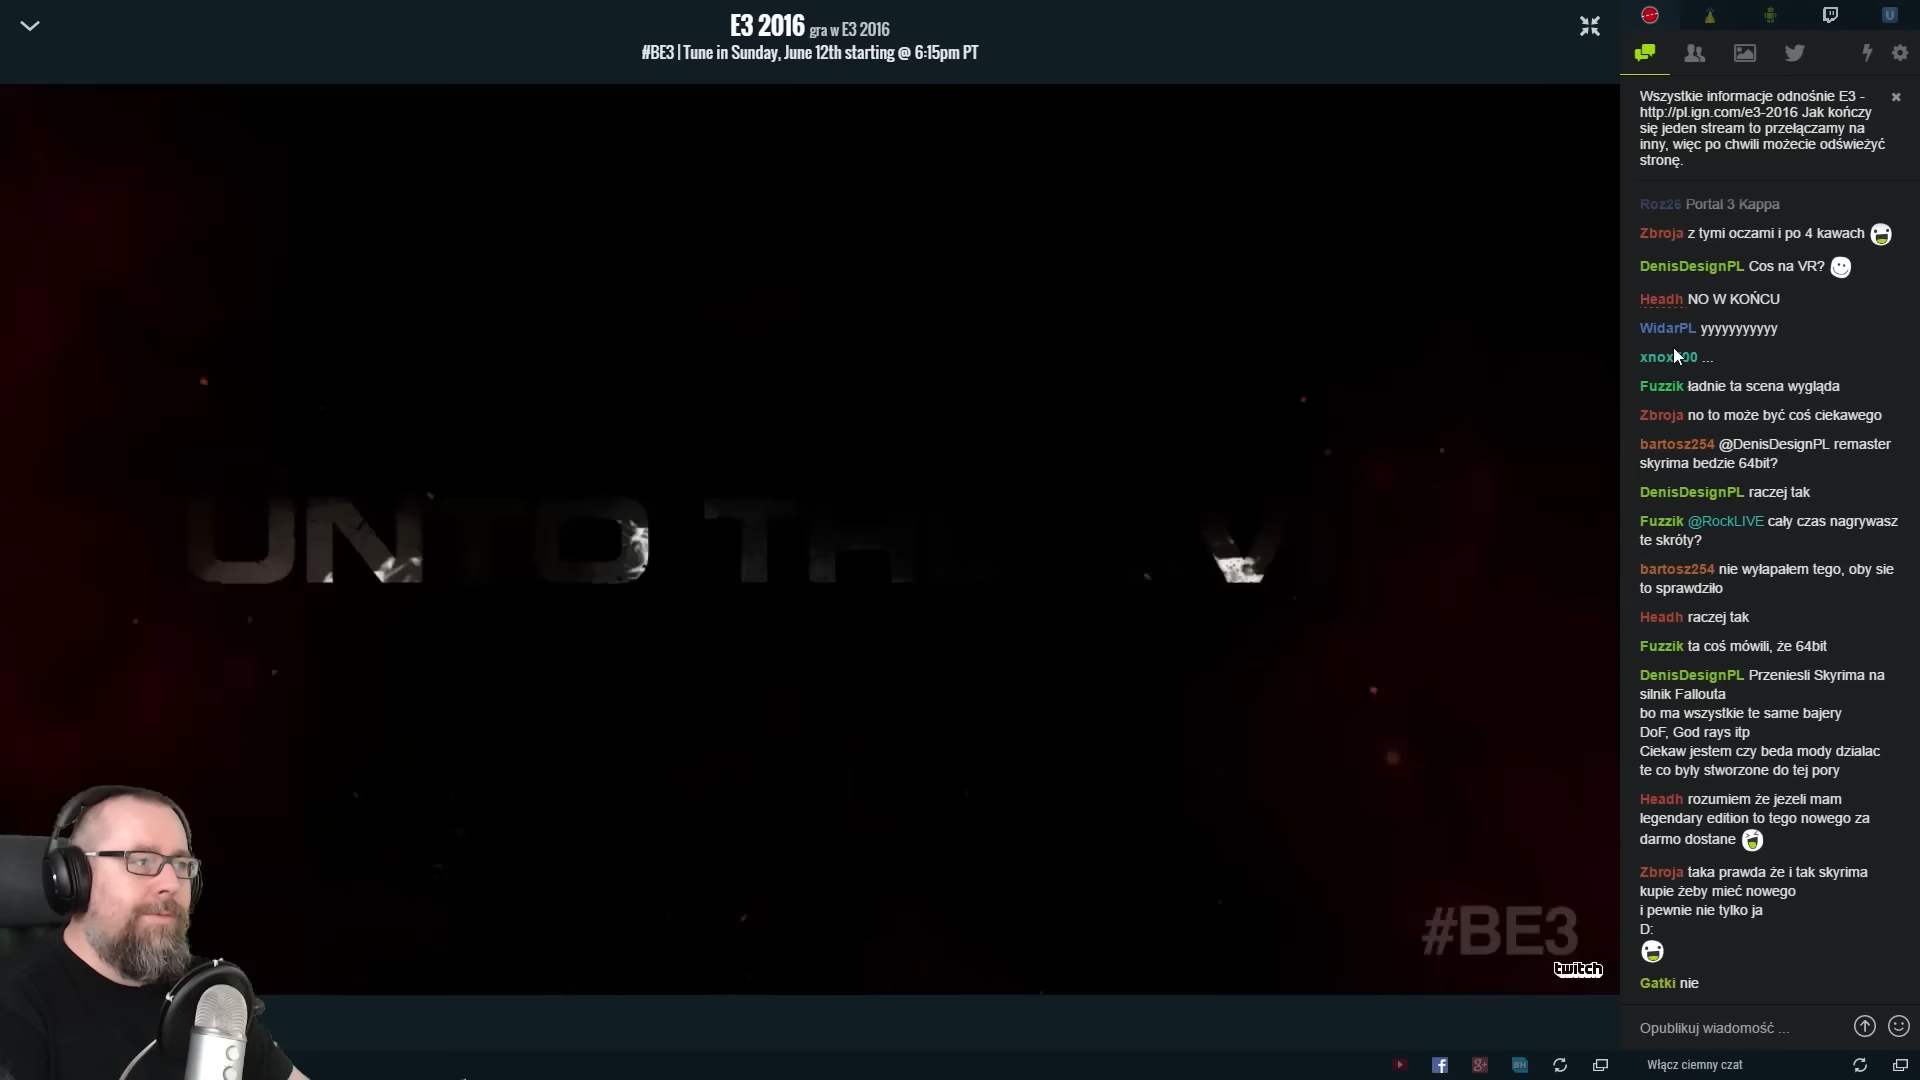 E3 2016 gra w E3 2016
#BE3 | Tune in Sunday, June 12th starting @ 6:15pm PT
UNTO TH V
#BE3
twitch
Wszystkie informacje odnośnie E3 -
http://pl.ign.com/e3-2016 Jak kończy
się jeden stream to przełączamy na
inny, więc po chwili możecie odświeżyć
stronę.
Roz26 Portal 3 Kappa
Zbroja z tymi oczami i po 4 kawach
DenisDesignPL Cos na VR?
Headh NO W KOŃCU
WidarPL yyyyyyyyyyy
...
Fuzzik ładnie ta scena wygląda
Zbroja no to może być coś ciekawego
bartosz254 @DenisDesignPL remaster
skyrima bedzie 64bit?
DenisDesignPL raczej tak
Fuzzik @RockLIVE cały czas nagrywasz
te skróty?
bartosz254 nie wyłapałem tego, oby sie
to sprawdziło
Headh raczej tak
Fuzzik ta coś mówili, że 64bit
DenisDesignPL Przeniesli Skyrima na
silnik Fallouta
bo ma wszystkie te same bajery
DoF, God rays itp
Ciekaw jestem czy beda mody dzialac
te co byly stworzone do tej pory
Headh rozumiem że jezeli mam
legendary edition to tego nowego za
darmo dostane
Zbroja taka prawda że i tak skyrima
kupie żeby mieć nowego
i pewnie nie tylko ja
D:
Gatki nie
Opublikuj wiadomość ...
Włącz ciemny czat